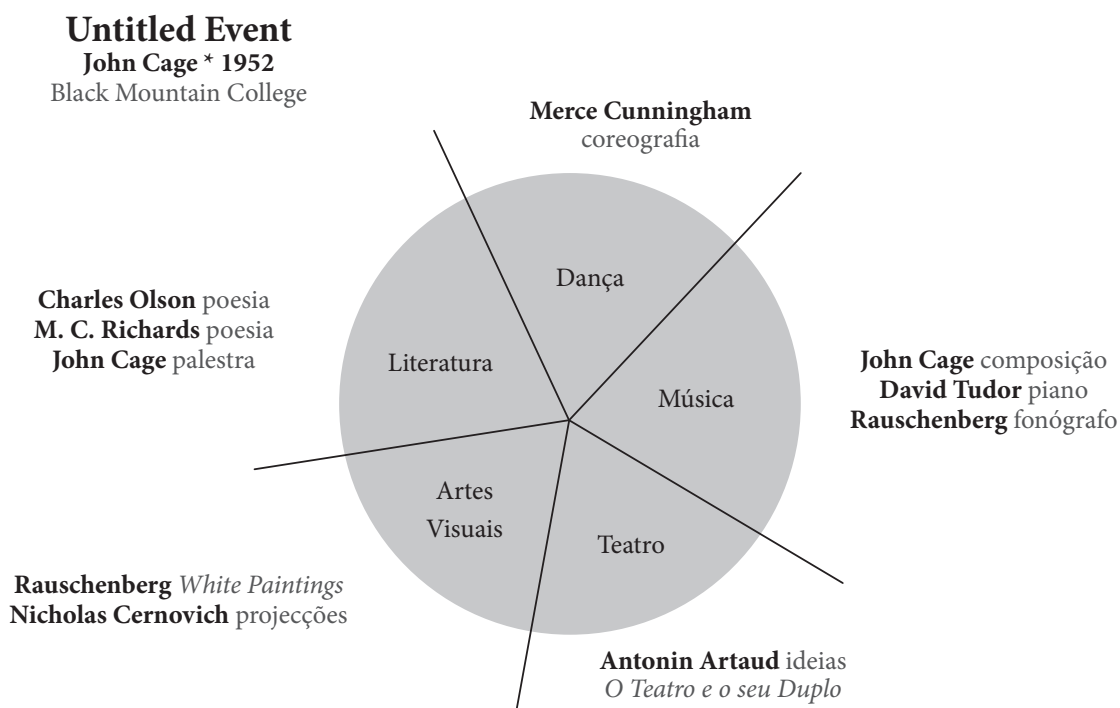 Untitled Event
John Cage * 1952
Black Mountain College
Merce Cunningham
coreografia
Dança
Charles Olson poesia
M. C. Richards poesia
John Cage palestra
Literatura
Música
John Cage composição
David Tudor piano
Rauschenberg fonógrafo
Artes
Visuais
Teatro
Rauschenberg White Paintings
Nicholas Cernovich projecções
Antonin Artaud ideias
O Teatro e o seu Duplo